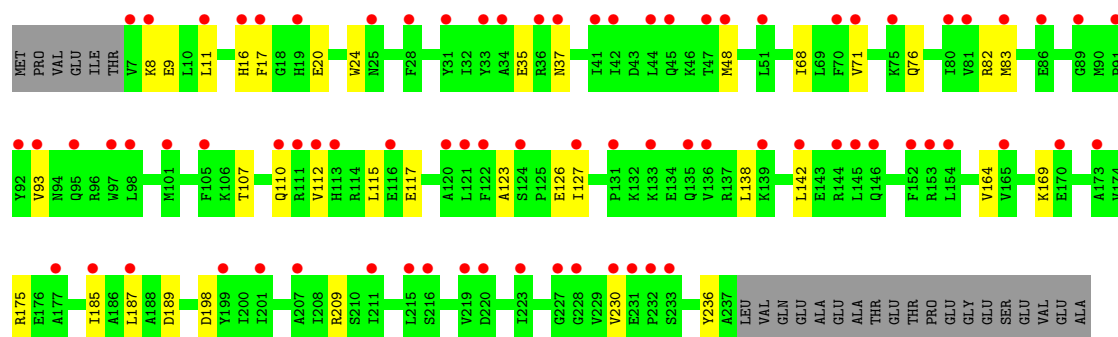 MET PRO VAL GLU ILE THR V7 K8 E9 L10 L11 H16 F17 G18 H19 E20 W24 N25 F28 Y31 I32 Y33 A34 E35 R36 N37 I41 I42 D43 L44 Q45 K46 T47 M48 L51 I68 L69 F70 V71 K75 Q76 I80 V81 R82 M83 E86 G89 M90 P91
Y92 V93 N94 Q95 R96 W97 L98 M101 F105 K106 T107 Q110 R111 V112 H113 R114 L115 E116 E117 A120 L121 F122 A123 S124 P125 E126 I127 P131 K132 K133 E134 Q135 V136 R137 L138 K139 L142 E143 R144 L145 Q146 F152 R153 L154 V164 V165 K169 E170 A173 V174
R175 E176 A177 I185 A186 L187 A188 D189 D198 Y199 I200 I201 A207 I208 R209 S210 I211 L215 S216 V219 D220 I223 G227 G228 V229 V230 E231 P232 S233 Y236 A237 LEU VAL GLN GLU ALA GLU ALA THR THR PRO GLU GLY GLU SER GLU VAL GLU ALA